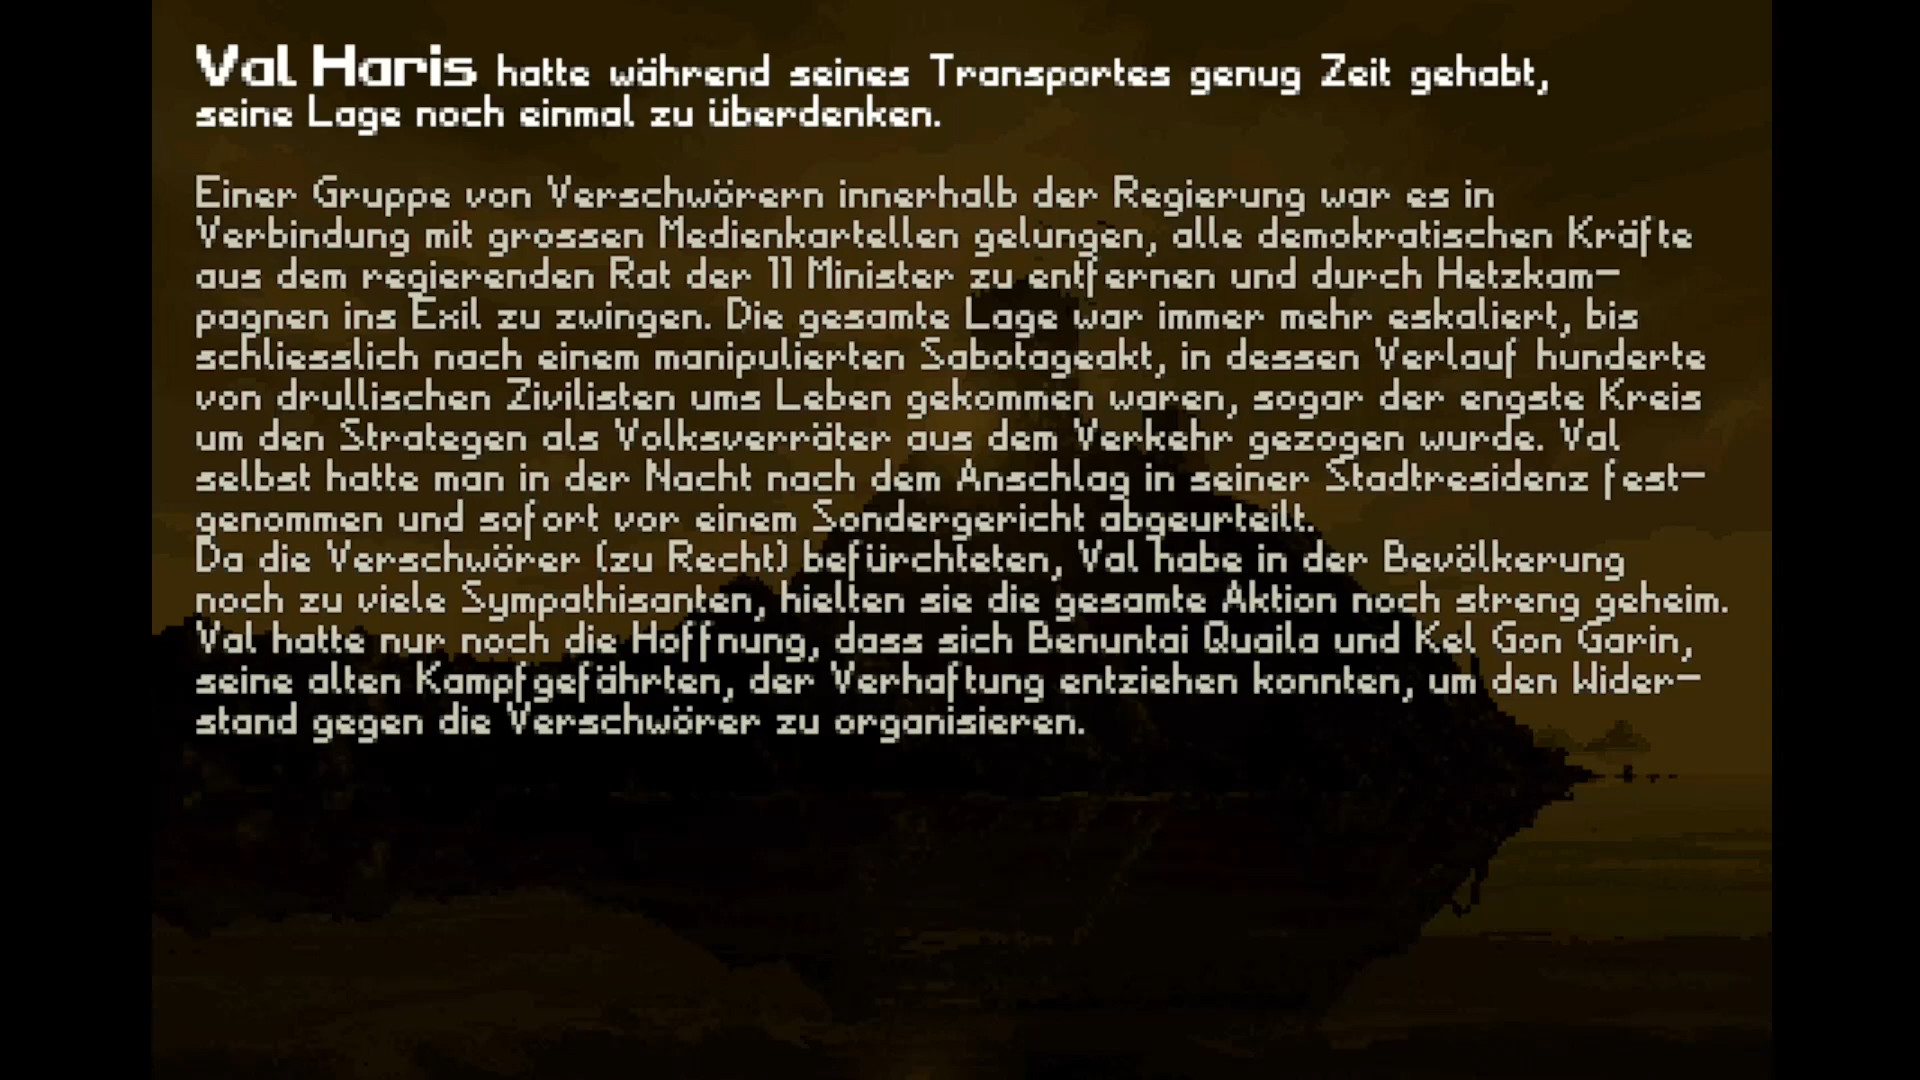 Val Haris hatte während seines Transportes genug Zeit gehabt,
seine Lage noch einmal zu überdenken.
Einer Gruppe von Verschwörern innerhalb der Regierung war es in
Verbindung mit grossen Medienkartellen gelungen, alle demokratischen Kräfte
aus dem regierenden Rat der 11 Minister zu entfernen und durch Hetzkam-
pagnen ins Exil zu zwingen. Die gesamte Lage war immer mehr eskaliert, bis
schliesslich nach einem manipulierten Sabotageakt, in dessen Verlauf hunderte
von drullischen Zivilisten ums Leben gekommen waren, sogar der engste Kreis
um den Strategen als Volksverräter aus dem Verkehr gezogen wurde. Val
selbst hatte man in der Nacht nach dem Anschlag in seiner Stadtresidenz fest-
genommen und sofort vor einem Sondergericht abgeurteilt.
Da die Verschwörer (zu Recht) befürchteten, Val habe in der Bevölkerung
noch zu viele Sympathisanten, hielten sie die gesamte Aktion noch streng geheim.
Val hatte nur noch die Hoffnung, dass sich Benuntai Quaila und Kel Gon Garin,
seine alten Kampfgefährten, der Verhaftung entziehen konnten, um den Wider-
stand gegen die Verschwörer zu organisieren.